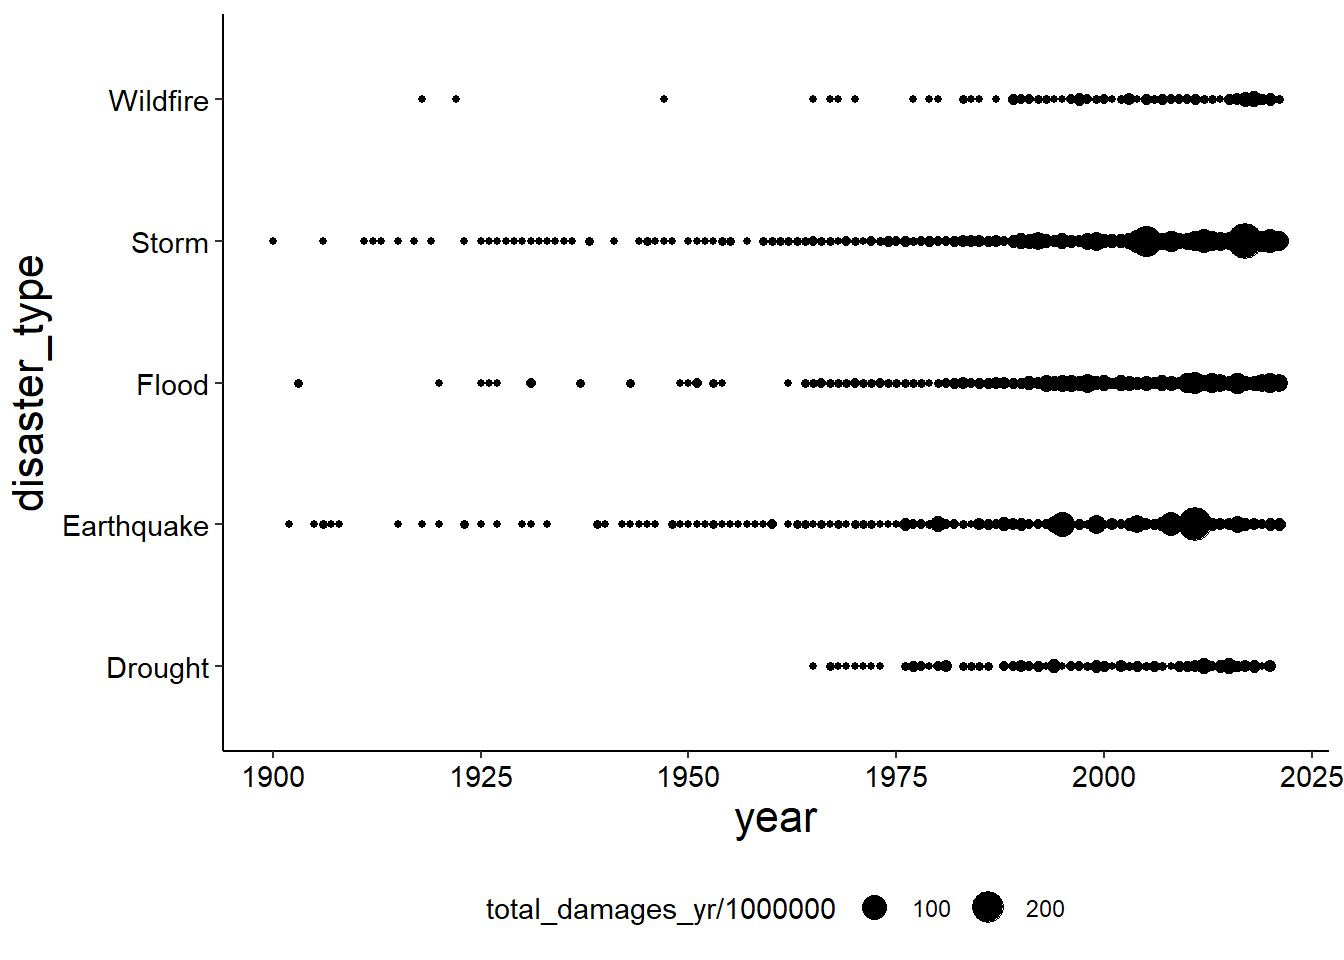 disaster_type
Wildfire
Storm
Flood
Earthquake
Drought
1900 1925 1950 1975 2000 2025
year
total_damages_yr/1000000 100 200